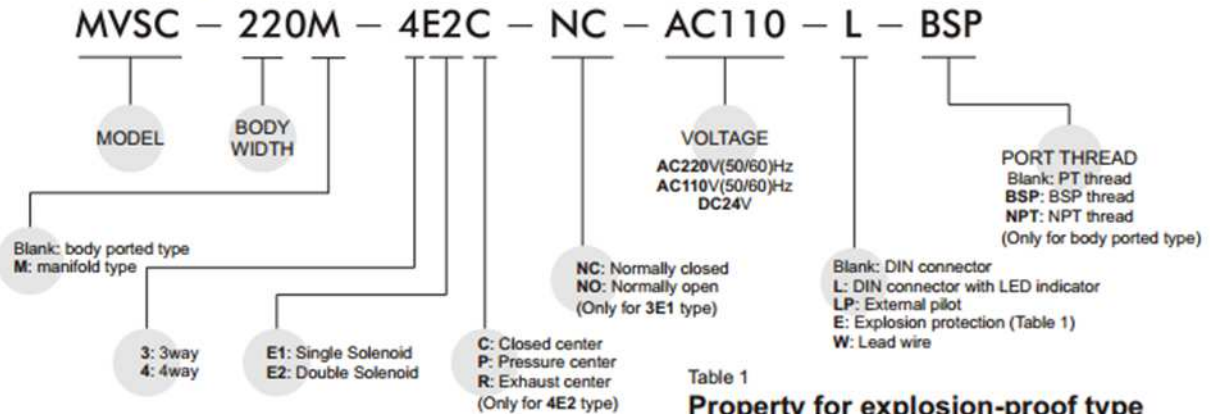 MVSC – 220M – 4E2C – NC – AC110 – L – BSP
MODEL
BODY
WIDTH
VOLTAGE
AC220V(50/60)Hz
AC110V(50/60)Hz
DC24V
PORT THREAD
Blank: PT thread
BSP: BSP thread
NPT: NPT thread
(Only for body ported type)
Blank: body ported type
M: manifold type
3: 3way
4: 4way
E1: Single Solenoid
E2: Double Solenoid
C: Closed center
P: Pressure center
R: Exhaust center
(Only for 4E2 type)
NC: Normally closed
NO: Normally open
(Only for 3E1 type)
Blank: DIN connector
L: DIN connector with LED indicator
LP: External pilot
E: Explosion protection (Table 1)
W: Lead wire
Table 1
Property for explosion-proof type